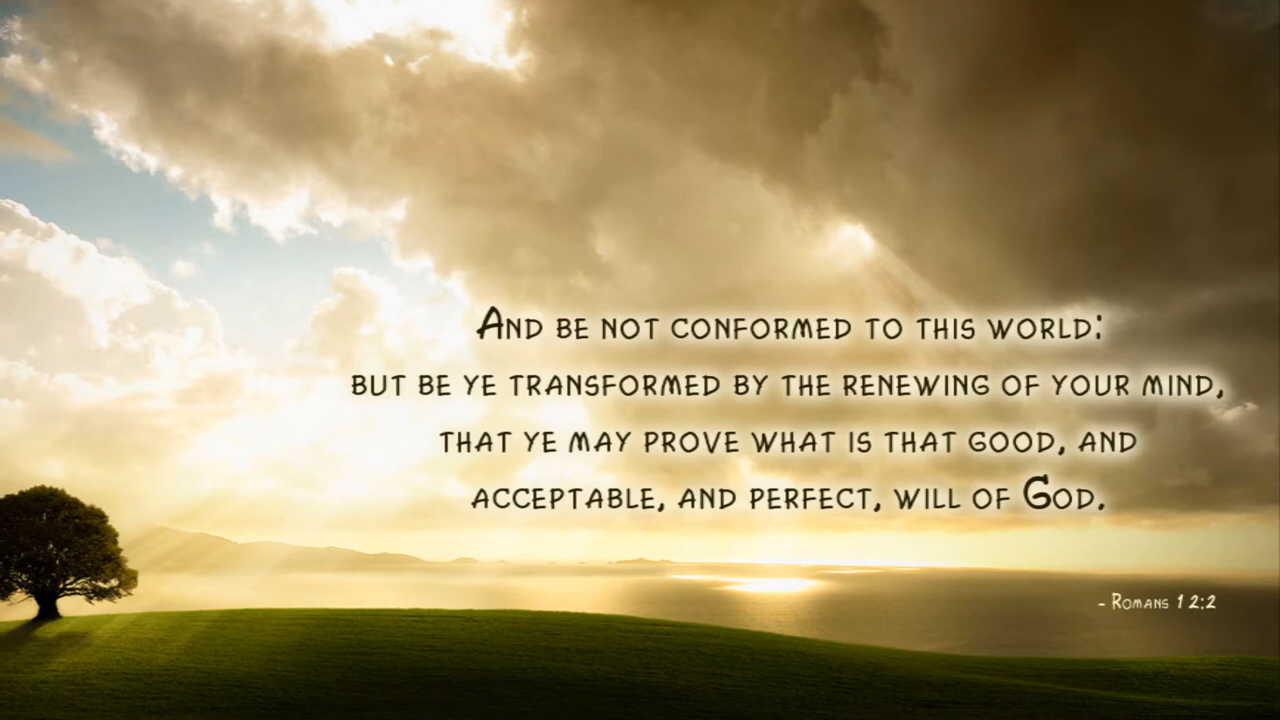 And be not conformed to this world:
but be ye transformed by the renewing of your mind,
that ye may prove what is that good, and
acceptable, and perfect, will of God.
- Romans 12:2